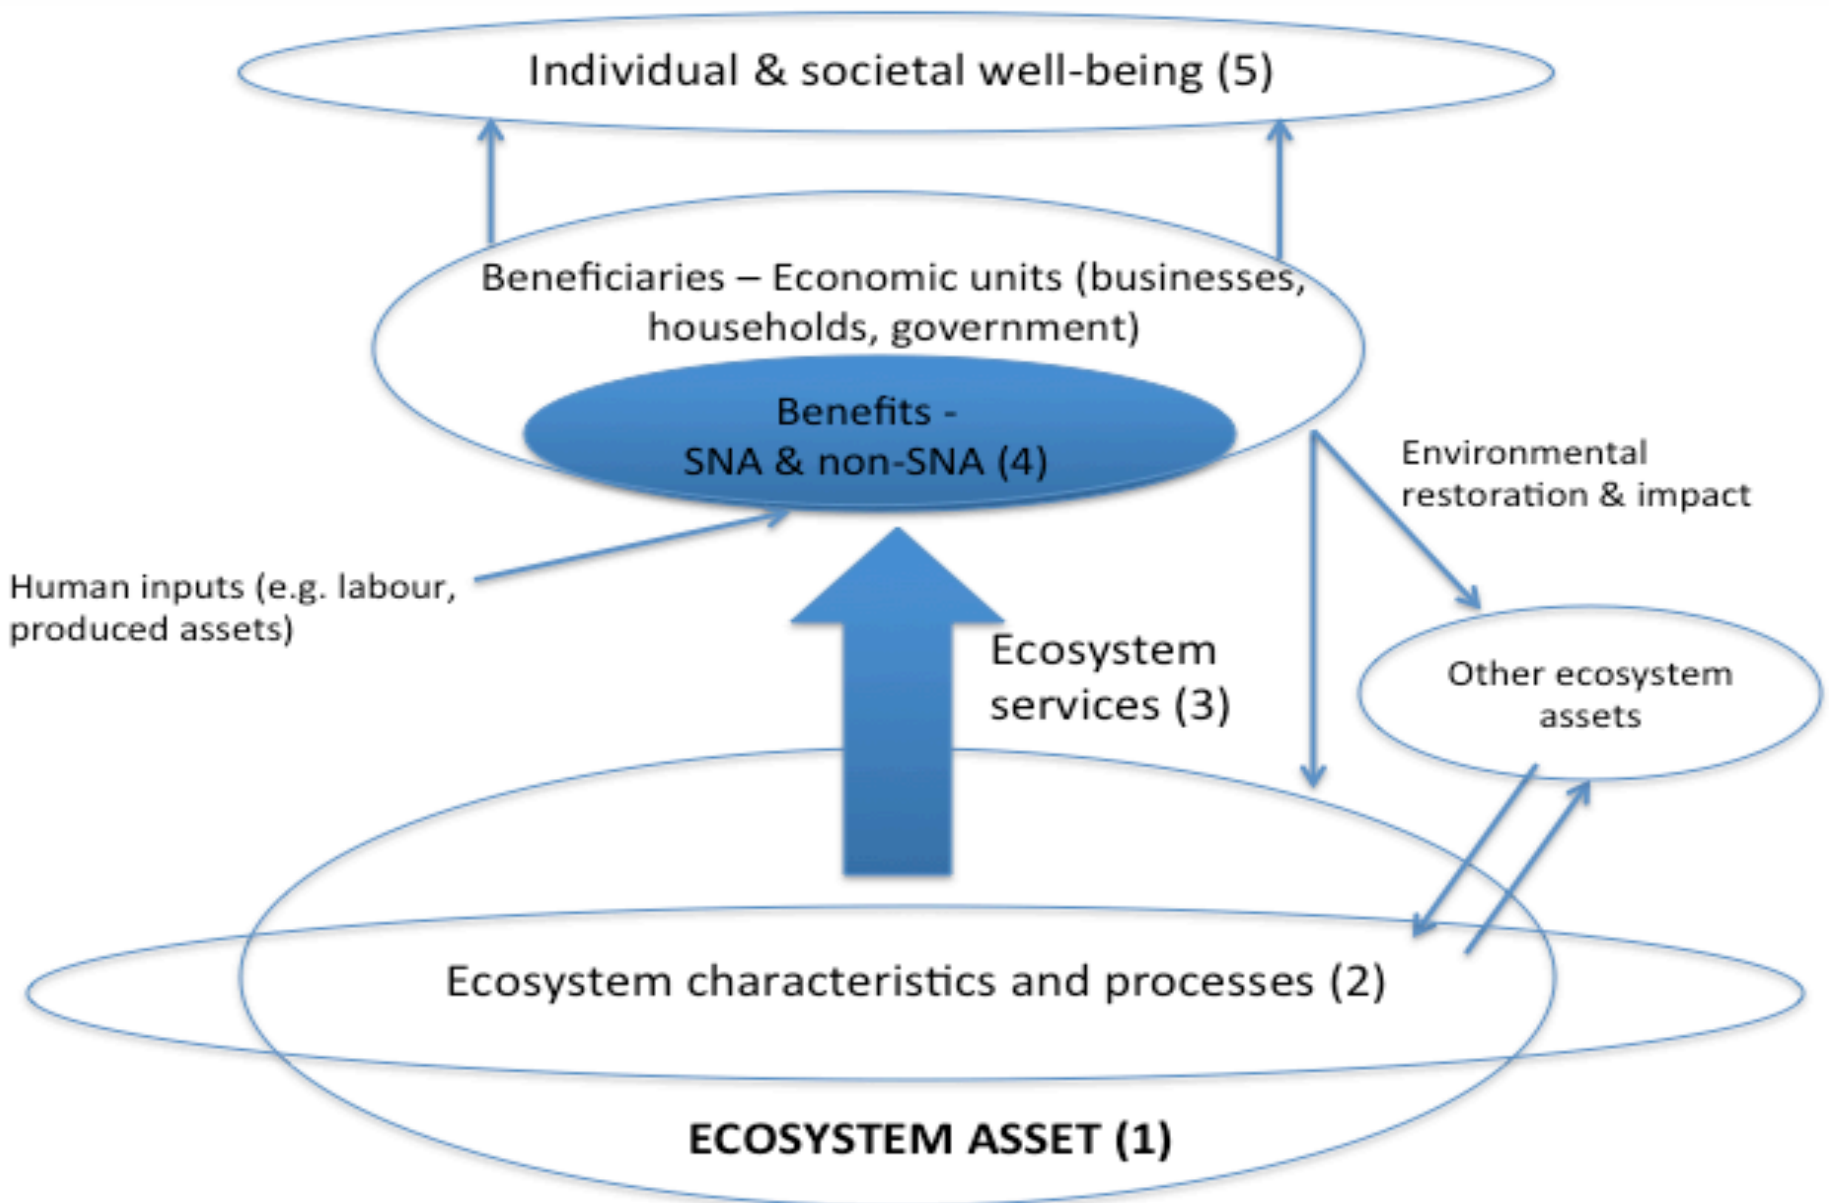 Individual & societal well-being (5)
Beneficiaries – Economic units (businesses,
households, government)
Benefits -
SNA & non-SNA (4)
Environmental
restoration & impact
Human inputs (e.g. labour,
produced assets)
Ecosystem
services (3)
Other ecosystem
assets
Ecosystem characteristics and processes (2)
ECOSYSTEM ASSET (1)